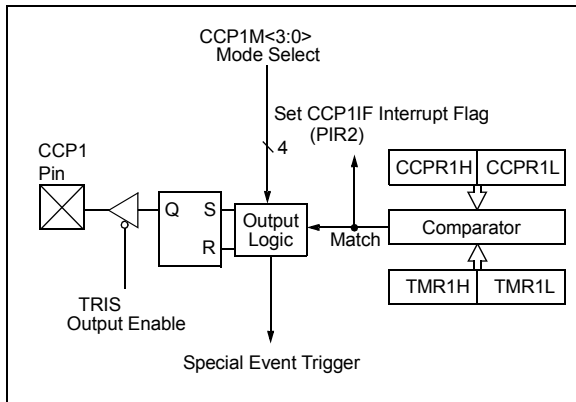 CCP1M<3:0>
Mode Select
Set CCP1IF Interrupt Flag
(PIR2)
4
CCP1
Pin
CCPR1H CCPR1L
Q S
R
Output
Logic
Match
Comparator
TRIS
Output Enable
TMR1H TMR1L
Special Event Trigger